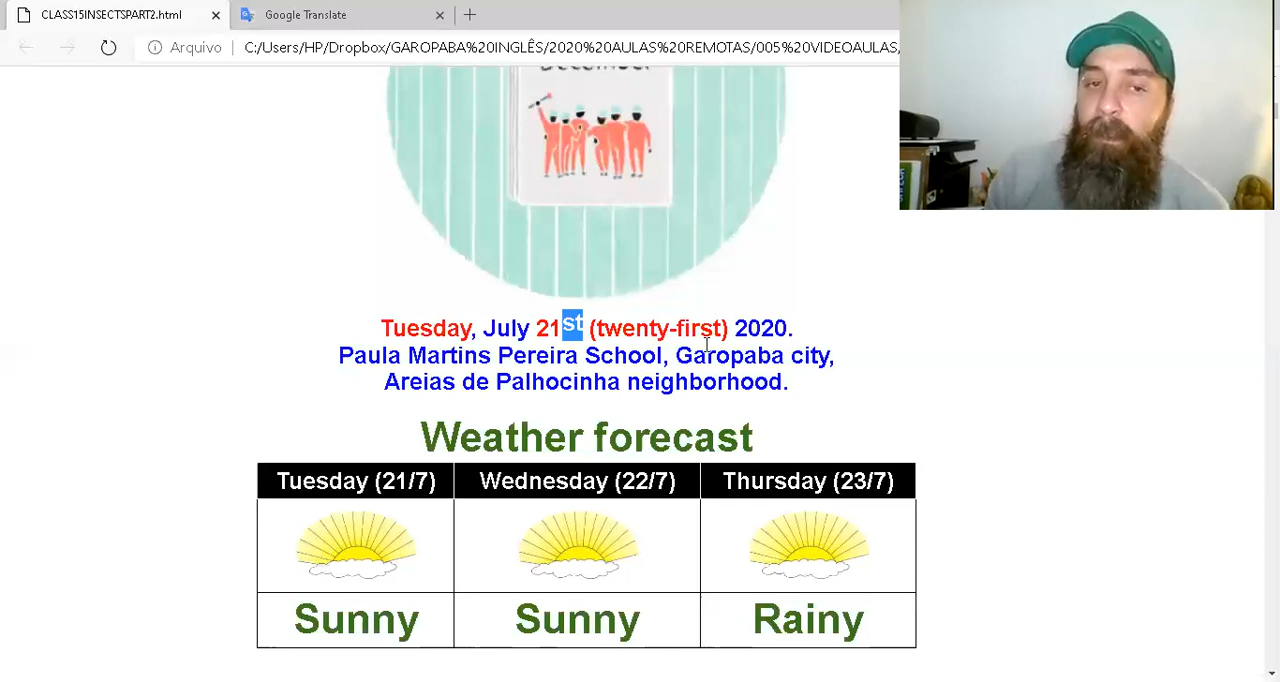 CLASS15INSECTSPART2.html
Google Translate
Arquivo
C:/Users/HP/Dropbox/GAROPABA%20INGLÊS/2020%20AULAS%20REMOTAS/005%20VIDEOAULAS/
Tuesday, July 21st (twenty-first) 2020.
Paula Martins Pereira School, Garopaba city,
Areias de Palhocinha neighborhood.
Weather forecast
Tuesday (21/7) Wednesday (22/7) Thursday (23/7)
Sunny Sunny Rainy